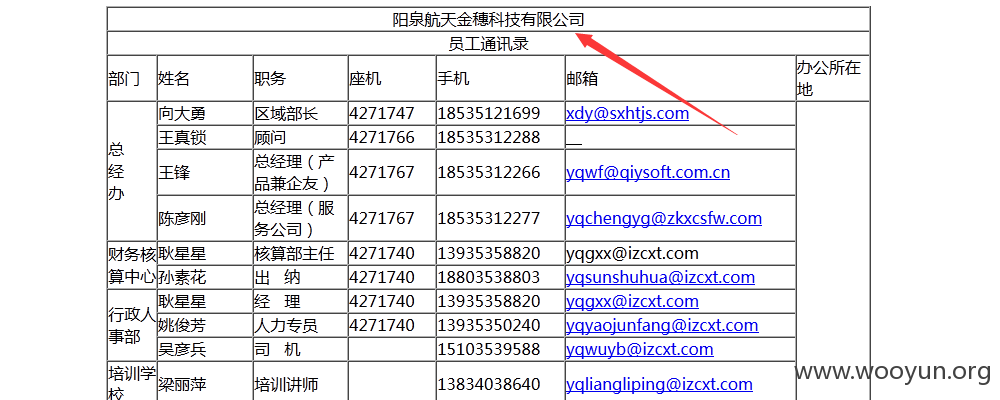 阳泉航天金穗科技有限公司
员工通讯录
部门 姓名 职务 座机 手机 邮箱 办公所在地
总经办 向大勇 区域部长 4271747 18535121699 xdy@sxhtjs.com
王真锁 顾问 4271766 18535312288 __
王锋 总经理（产品兼企友） 4271767 18535312266 yqwf@qiysoft.com.cn
陈彦刚 总经理（服务公司） 4271767 18535312277 yqchengyg@zkxcsfw.com
财务核算中心 耿星星 核算部主任 4271740 13935358820 yqgxx@izcxt.com
孙素花 出 纳 4271740 18803538803 yqsunshuhua@izcxt.com
行政人事部 耿星星 经 理 4271740 13935358820 yqgxx@izcxt.com
姚俊芳 人力专员 4271740 13935350240 yqyaojunfang@izcxt.com
吴彦兵 司 机 15103539588 yqwuyb@izcxt.com
培训学校 梁丽萍 培训讲师 13834038640 yqliangliping@izcxt.com
www.wooyun.org